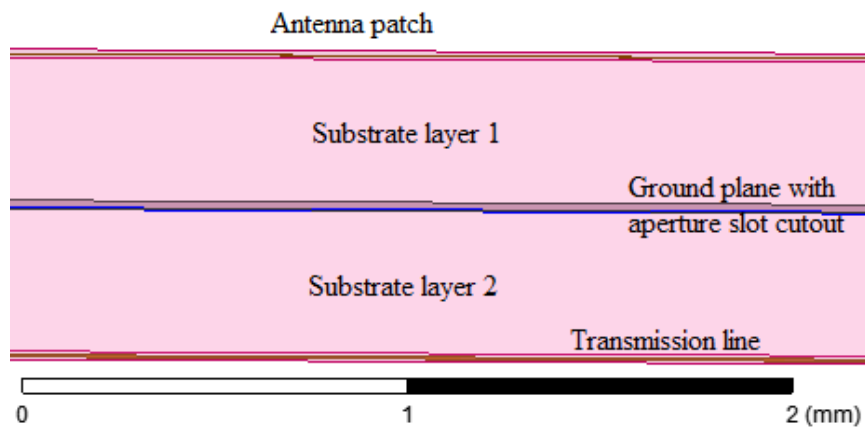 Antenna patch
Substrate layer 1
Ground plane with
aperture slot cutout
Substrate layer 2
Transmission line
0 1 2 (mm)